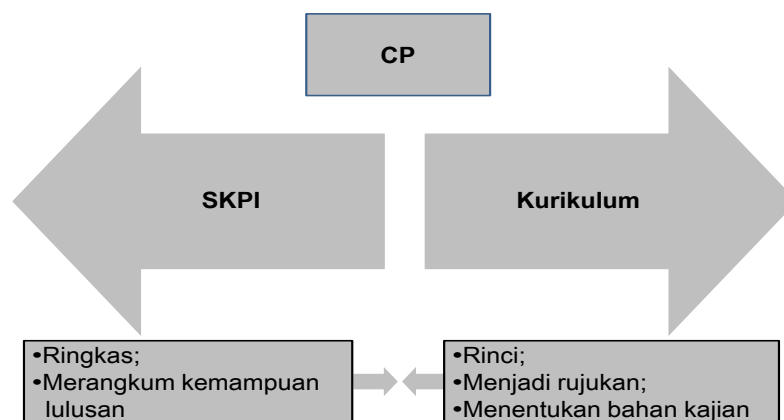 CP
SKPI
Kurikulum
•Ringkas;
•Merangkum kemampuan
lulusan
•Rinci;
•Menjadi rujukan;
•Menentukan bahan kajian